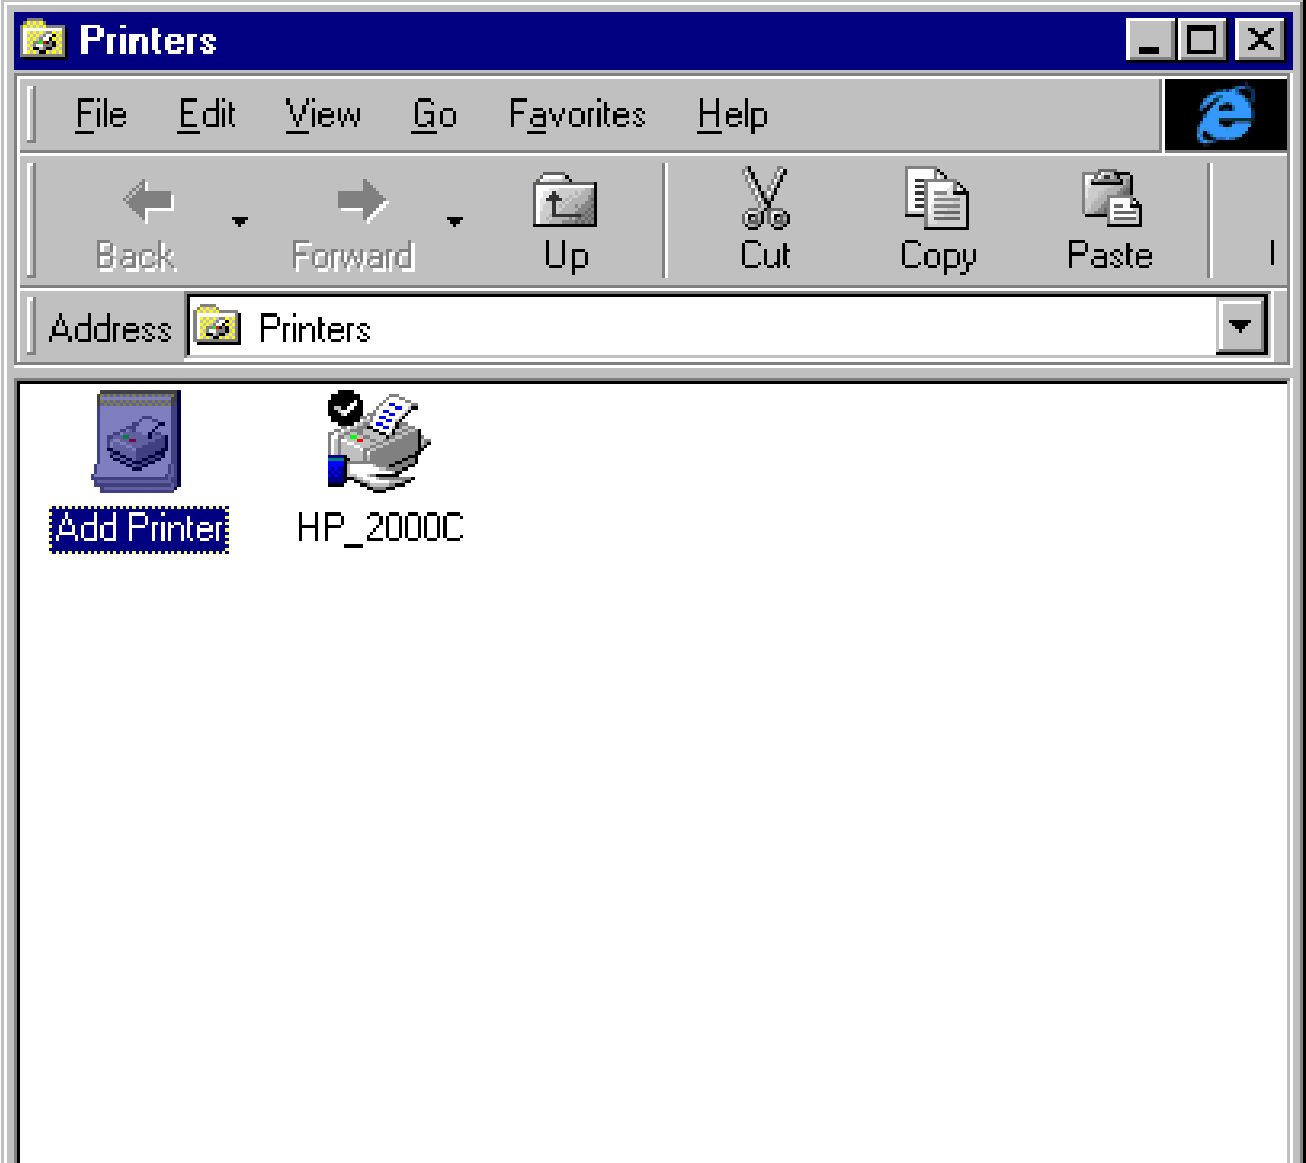 Printers
File Edit View Go Favorites Help
Back Forward Up Cut Copy Paste
Address Printers
Add Printer HP_2000C